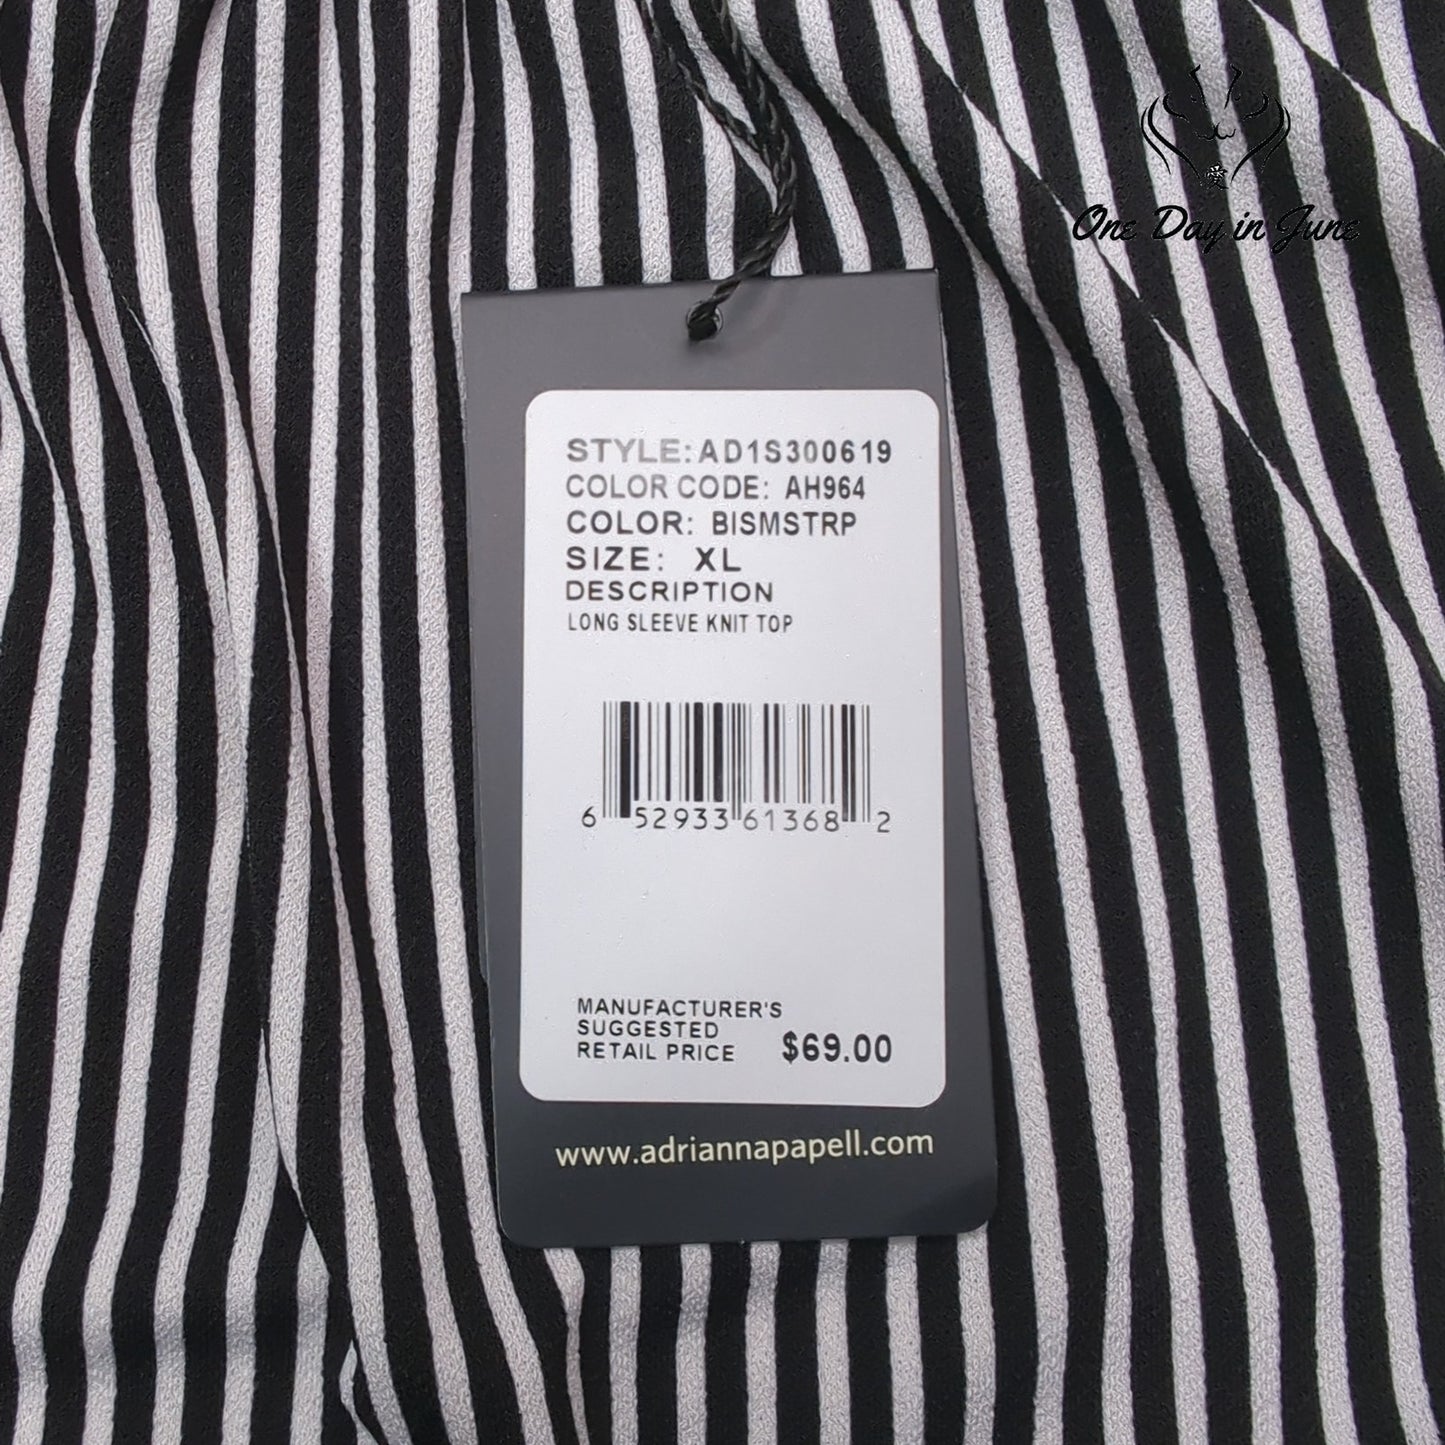 One Day in June
STYLE: AD1S300619
COLOR CODE: AH964
COLOR: BISMSTRP
SIZE: XL
DESCRIPTION
LONG SLEEVE KNIT TOP
6 52933 61368 2
MANUFACTURER'S
SUGGESTED
RETAIL PRICE $69.00
www.adriannapapell.com